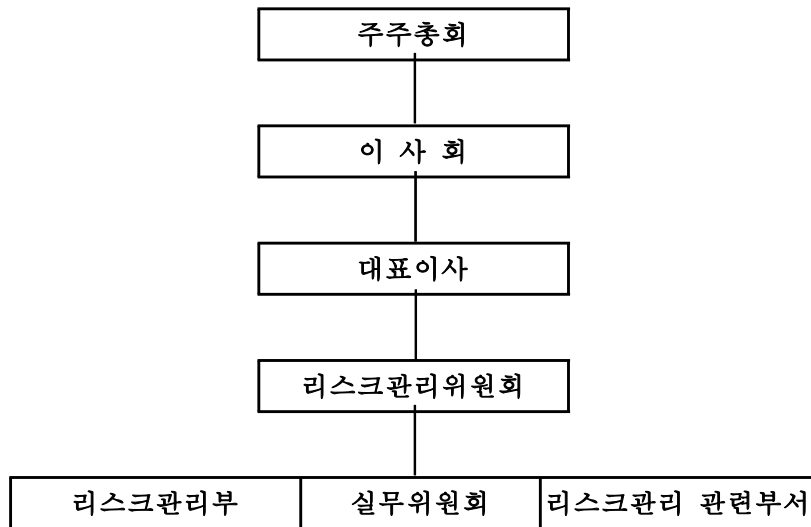 주주총회
이 사 회
대표이사
리스크관리위원회
리스크관리부 실무위원회 리스크관리 관련부서